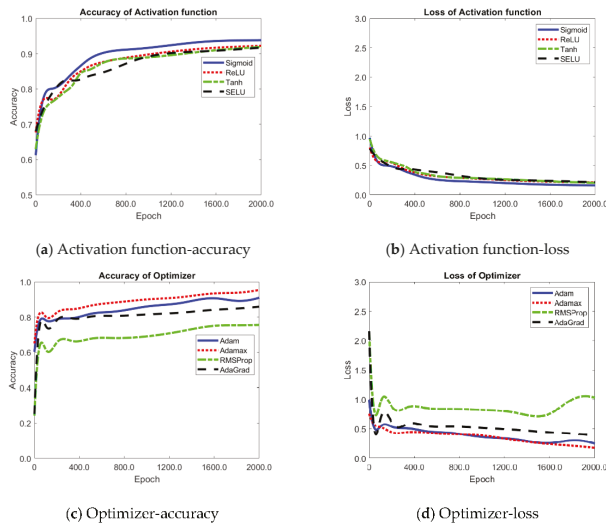 Accuracy of Activation function
1.0
0.9
0.8
0.7
0.6
0.5
0
400.0
800.0
1200.0
1600.0
2000.0
Accuracy
Epoch
Sigmoid
ReLU
Tanh
SELU
(a) Activation function-accuracy
Loss of Activation function
3.0
2.5
2.0
1.5
1.0
0.5
0
0
400.0
800.0
1200.0
1600.0
2000.0
Loss
Epoch
Sigmoid
ReLU
Tanh
SELU
(b) Activation function-loss
Accuracy of Optimizer
1.0
0.8
0.6
0.4
0.2
0.0
0
400.0
800.0
1200.0
1600.0
2000.0
Accuracy
Epoch
Adam
Adamax
RMSProp
AdaGrad
(c) Optimizer-accuracy
Loss of Optimizer
3.0
2.5
2.0
1.5
1.0
0.5
0
0
400.0
800.0
1200.0
1600.0
2000.0
Loss
Epoch
Adam
Adamax
RMSProp
AdaGrad
(d) Optimizer-loss